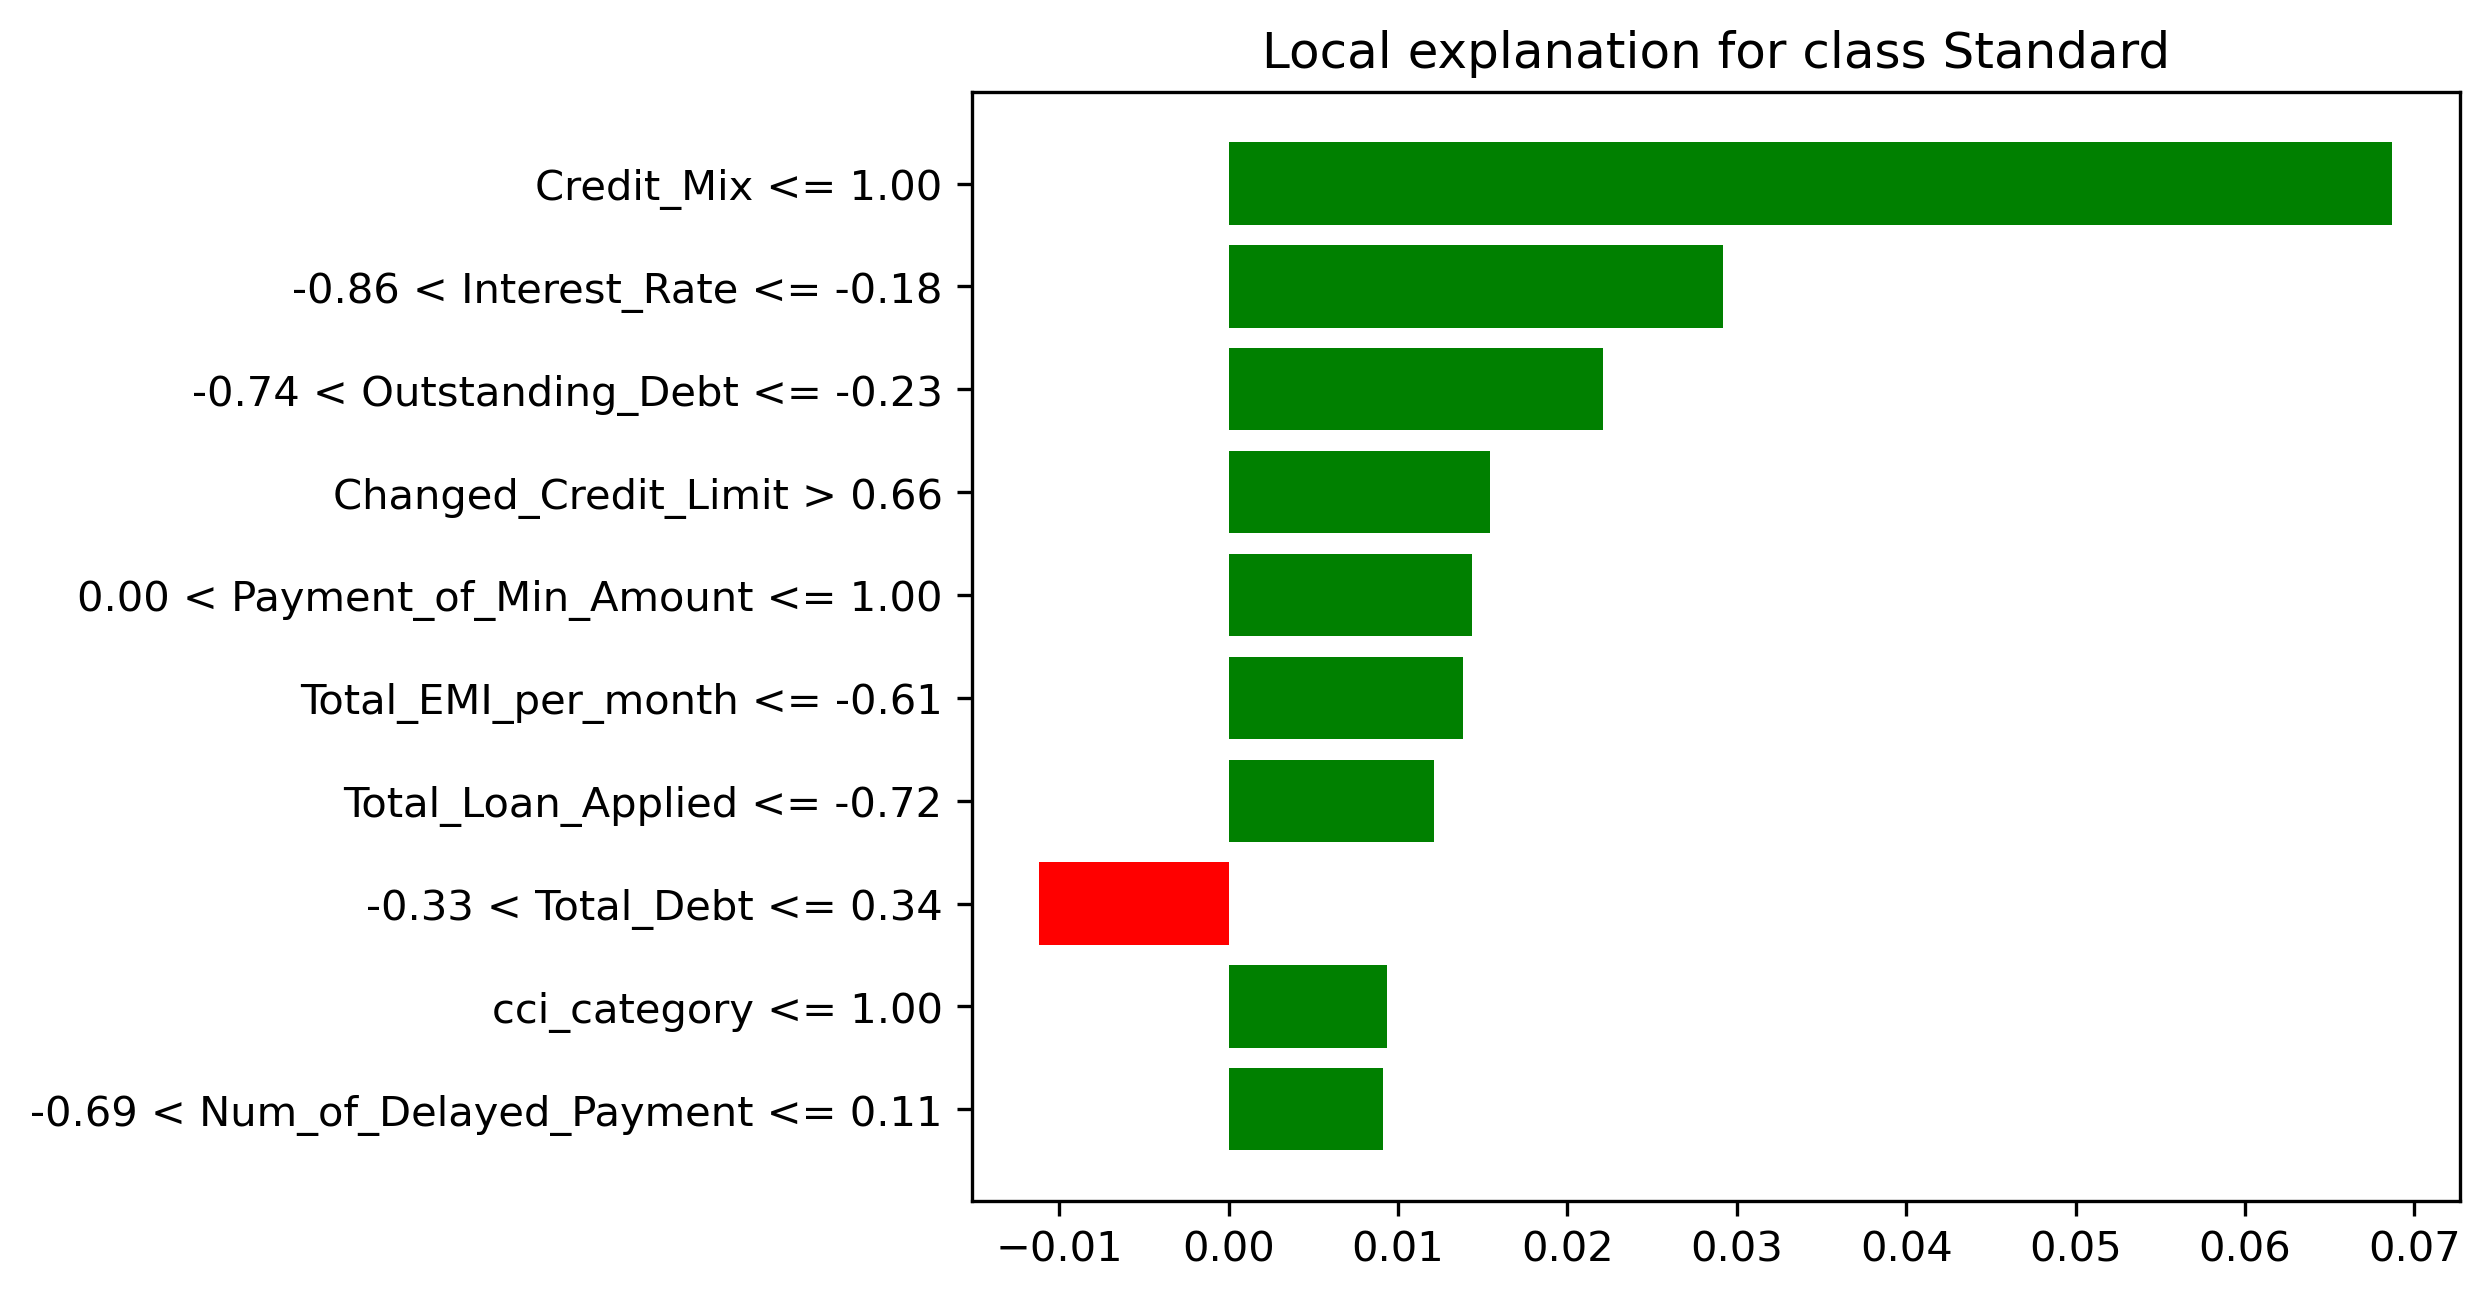 Local explanation for class Standard
Credit_Mix <= 1.00
-0.86 < Interest_Rate <= -0.18
-0.74 < Outstanding_Debt <= -0.23
Changed_Credit_Limit > 0.66
0.00 < Payment_of_Min_Amount <= 1.00
Total_EMI_per_month <= -0.61
Total_Loan_Applied <= -0.72
-0.33 < Total_Debt <= 0.34
cci_category <= 1.00
-0.69 < Num_of_Delayed_Payment <= 0.11
−0.01 0.00 0.01 0.02 0.03 0.04 0.05 0.06 0.07